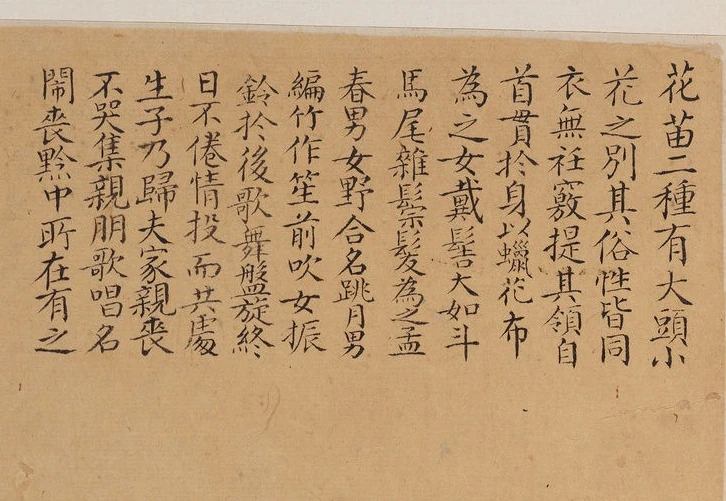 花苗二種有大頭小
花之別其俗性皆同
衣無衽竅提其領自
首貫扵身以蠟花布
為之女戴髻大如斗
馬尾雜鬃髮為之孟
春男女野合名跳月男
編竹作笙前吹女振
鈴扵後歌舞盤旋終
日不倦情投而共處
生子乃歸夫家親喪
不哭集親朋歌唱名
鬧喪黔中所在有之